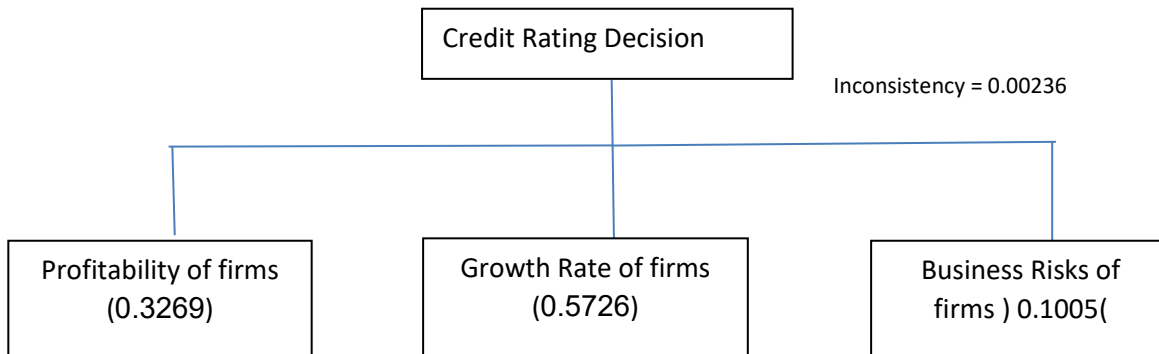 Credit Rating Decision
Inconsistency = 0.00236
Profitability of firms
(0.3269)
Growth Rate of firms
(0.5726)
Business Risks of
firms ) 0.1005(